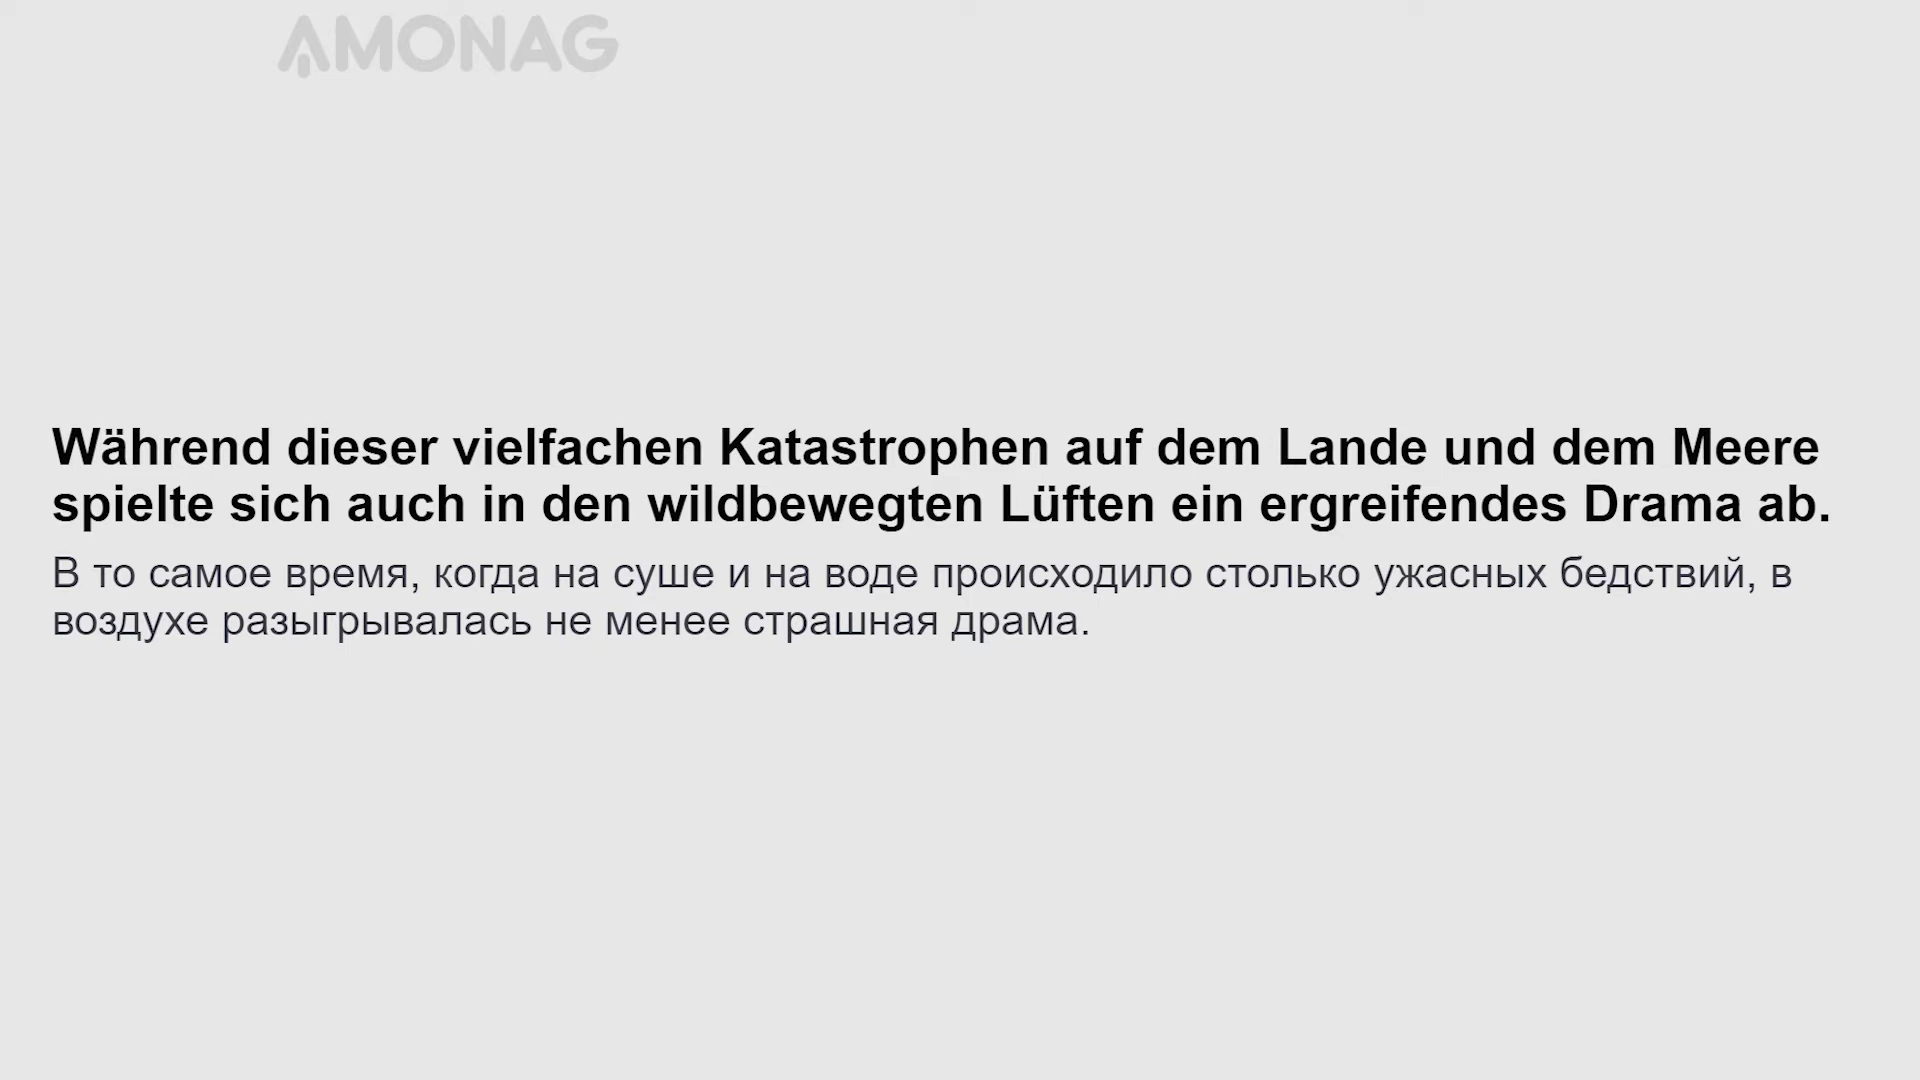 AMONAG
Während dieser vielfachen Katastrophen auf dem Lande und dem Meere
spielte sich auch in den wildbewegten Lüften ein ergreifendes Drama ab.
В то самое время, когда на суше и на воде происходило столько ужасных бедствий, в
воздухе разыгрывалась не менее страшная драма.